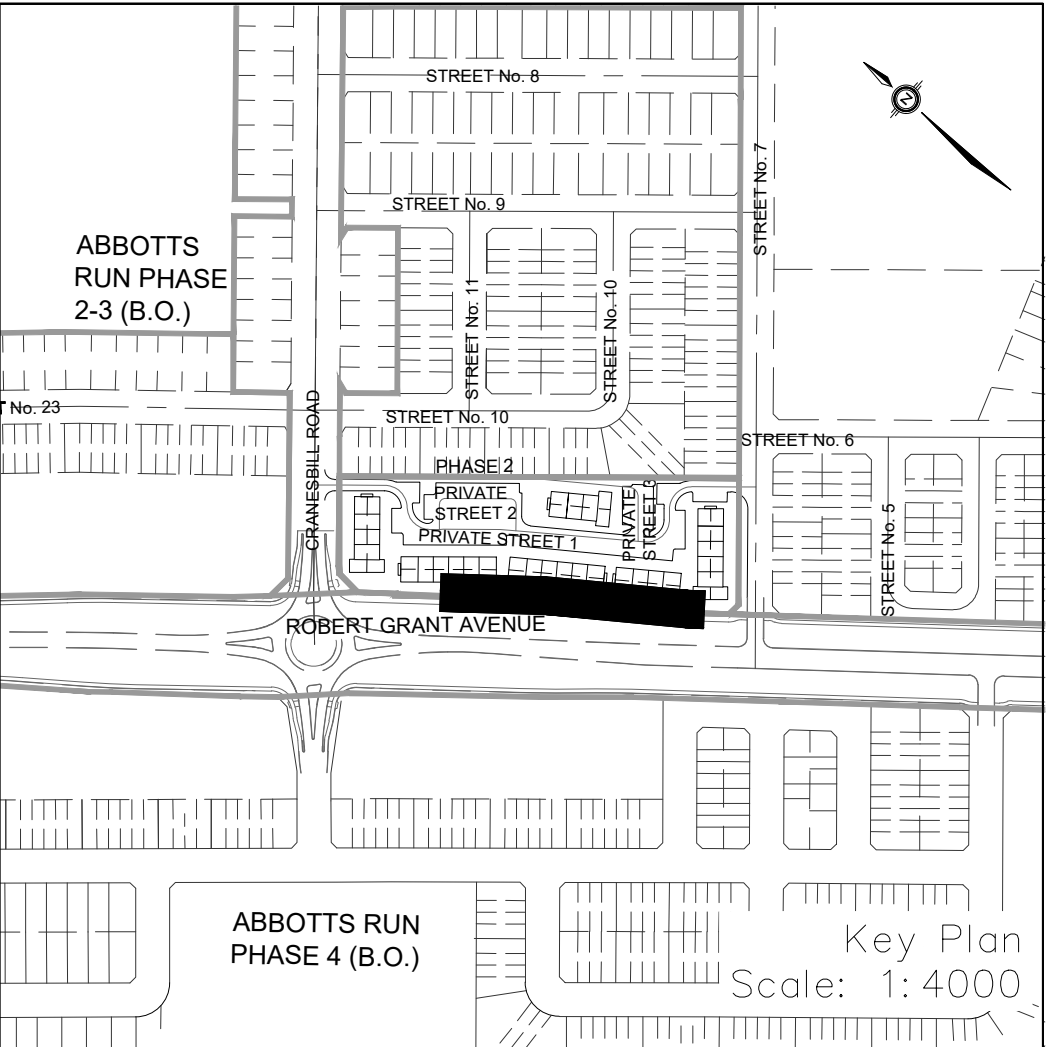 STREET No. 8
STREET No. 7
N
STREET No. 9
ABBOTTS
RUN PHASE
2-3 (B.O.)
STREET No. 11
STREET No. 10
CRANESBILL ROAD
T No. 23
STREET No. 10
STREET No. 6
PHASE 2
PRIVATE
STREET 2
PRIVATE
STREET 3
PRIVATE STREET 1
STREET No. 5
ROBERT GRANT AVENUE
ABBOTTS RUN
PHASE 4 (B.O.)
Key Plan
Scale: 1:4000